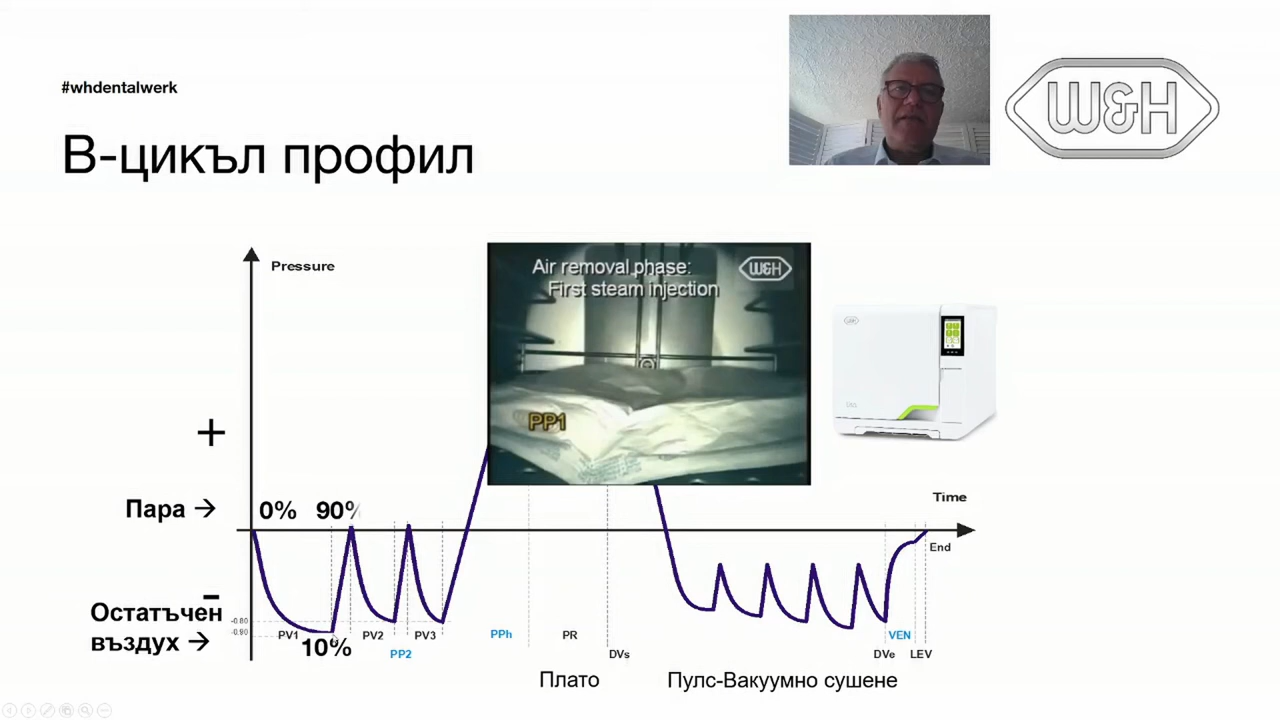 #whdentalwerk
W&H
В-цикъл профил
Pressure
Air removal phase:
First steam injection
W&H
PP1
+
Пара →
0% 90%
Time
End
–
Остатъчен
въздух →
-0.80
-0.90
PV1 PV2 PV3 PPh PR VEN
10%
PP2 DVs DVe LEV
Плато Пулс-Вакуумно сушене